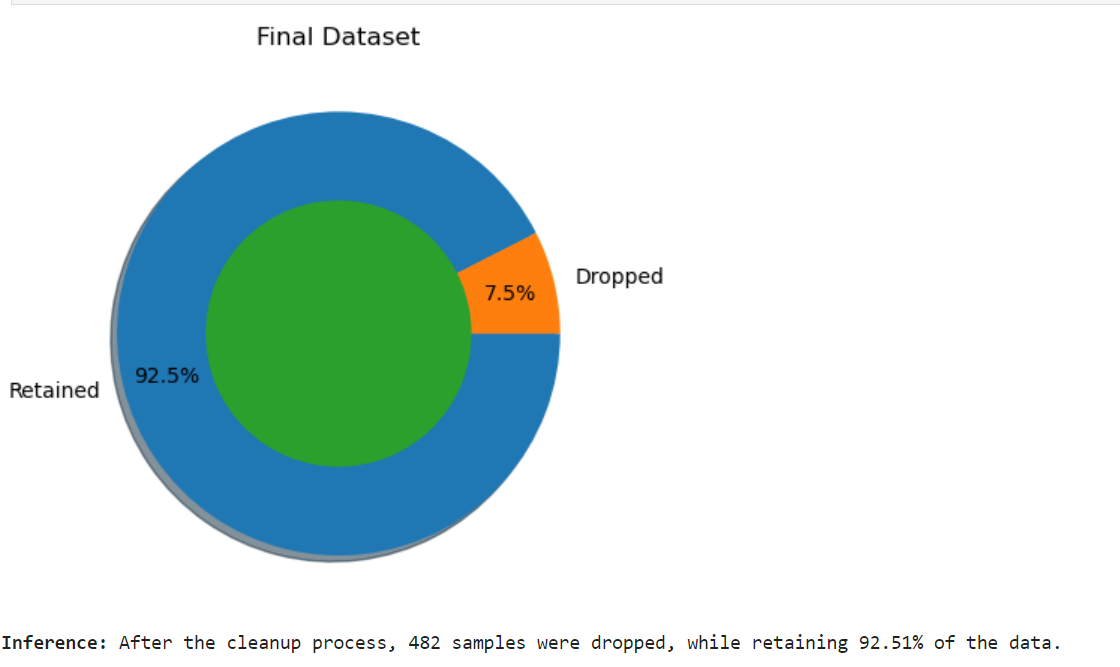 Final Dataset
Dropped
7.5%
92.5%
Retained
Inference: After the cleanup process, 482 samples were dropped, while retaining 92.51% of the data.